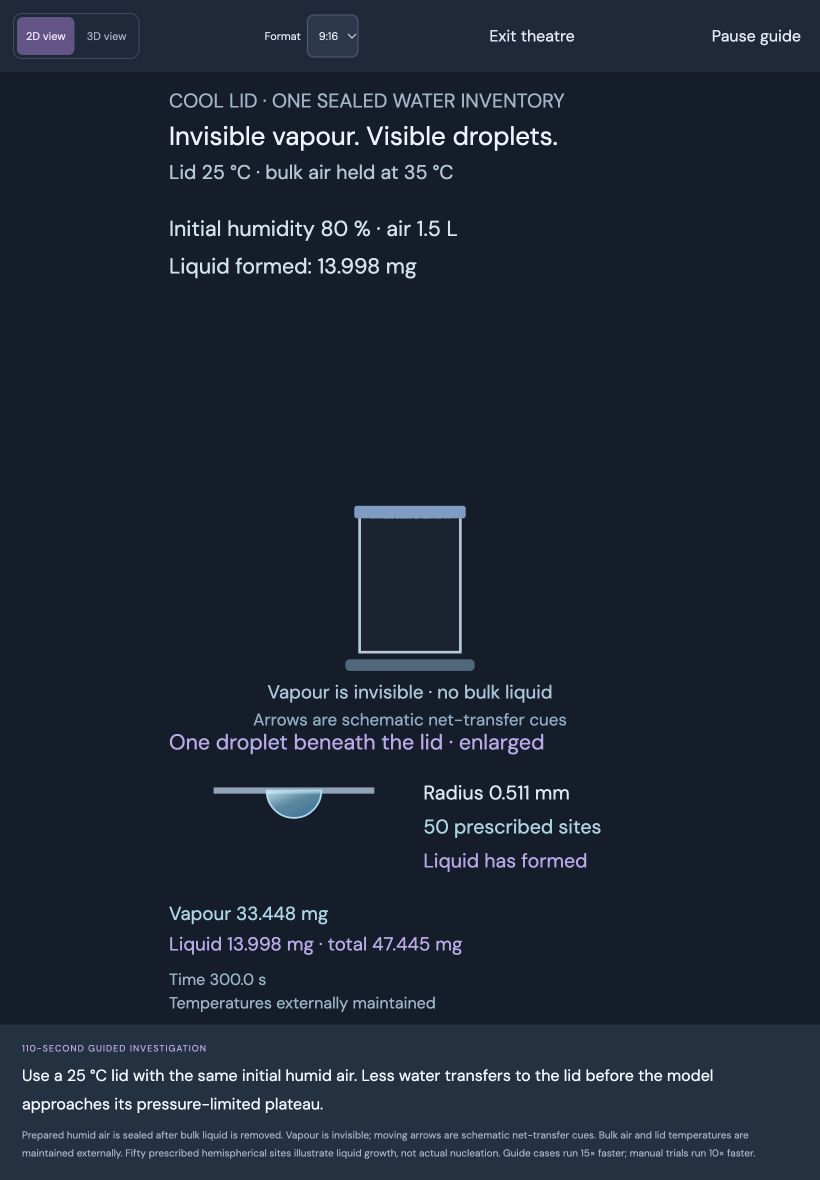 2D view 3D view Format 9:16 Exit theatre Pause guide
COOL LID · ONE SEALED WATER INVENTORY
Invisible vapour. Visible droplets.
Lid 25 °C · bulk air held at 35 °C
Initial humidity 80 % · air 1.5 L
Liquid formed: 13.998 mg
Vapour is invisible · no bulk liquid
Arrows are schematic net-transfer cues
One droplet beneath the lid · enlarged
Radius 0.511 mm
50 prescribed sites
Liquid has formed
Vapour 33.448 mg
Liquid 13.998 mg · total 47.445 mg
Time 300.0 s
Temperatures externally maintained
110-SECOND GUIDED INVESTIGATION
Use a 25 °C lid with the same initial humid air. Less water transfers to the lid before the model
approaches its pressure-limited plateau.
Prepared humid air is sealed after bulk liquid is removed. Vapour is invisible; moving arrows are schematic net-transfer cues. Bulk air and lid temperatures are
maintained externally. Fifty prescribed hemispherical sites illustrate liquid growth, not actual nucleation. Guide cases run 15× faster; manual trials run 10× faster.